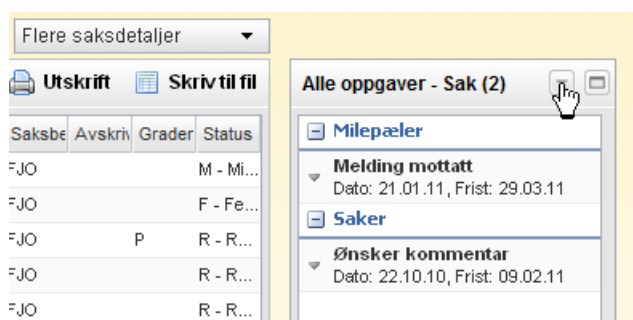 Flere saksdetaljer
Utskrift Skriv til fil
Saksbe Avskriv Grader Status
FJO M - Mi...
FJO F - Fe...
FJO P R - R...
FJO R - R...
FJO R - R...
Alle oppgaver - Sak (2)
Milepæler
Melding mottatt
Dato: 21.01.11, Frist: 29.03.11
Saker
Ønsker kommentar
Dato: 22.10.10, Frist: 09.02.11